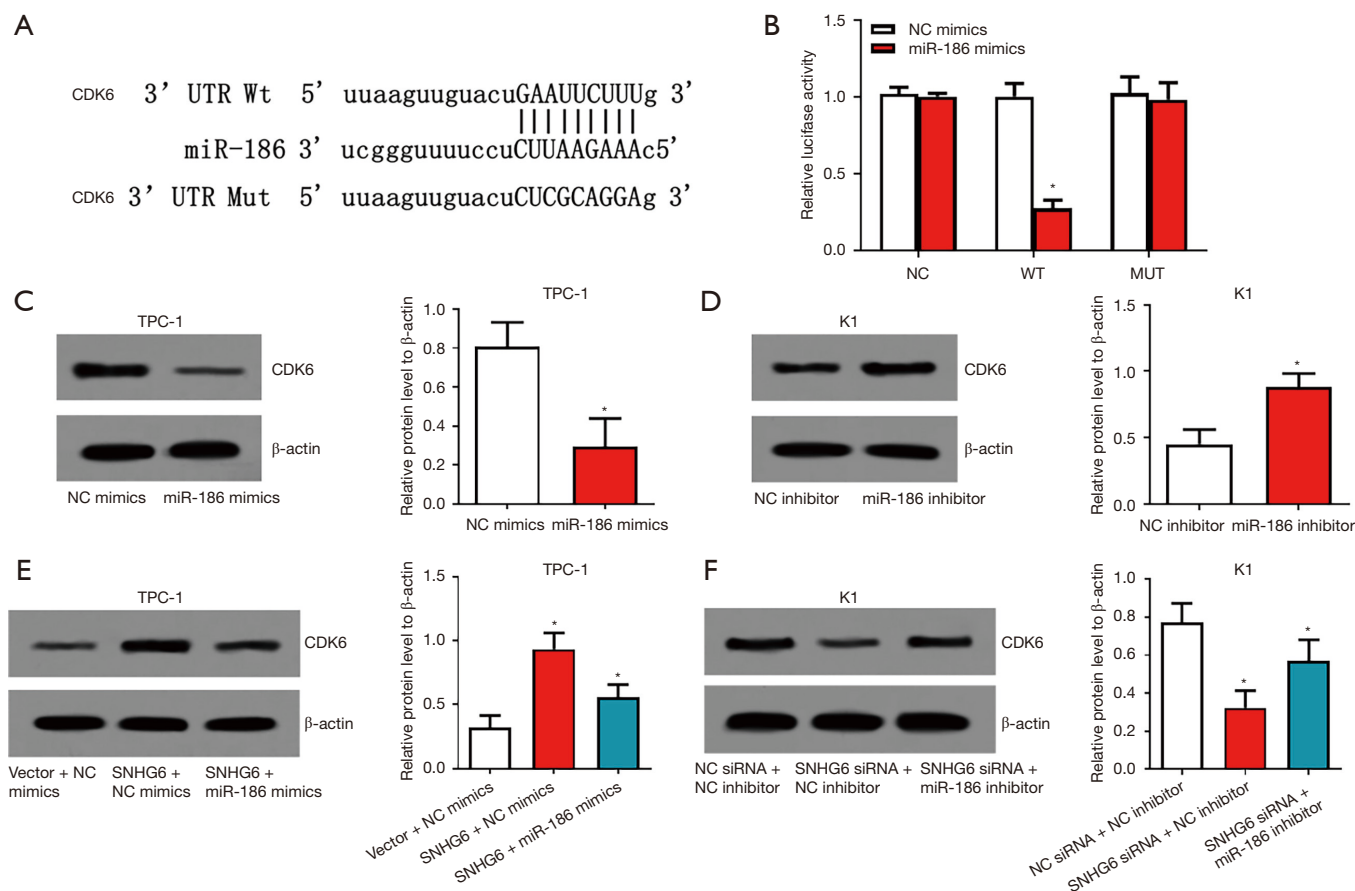 A
CDK6 3’ UTR Wt 5’ uuaaguuguacuGAAUUCUUUg 3’
miR-186 3’ ucggguuuuccuCUUAAGAAAc5’
CDK6 3’ UTR Mut 5’ uuaaguuguacuCUCGCAGGAg 3’
B
NC mimics
miR-186 mimics
Relative lucifase activity
1.5
1.0
0.5
0.0
*
NC WT MUT
C
TPC-1
CDK6
β-actin
NC mimics miR-186 mimics
TPC-1
Relative protein level to β-actin
1.0
0.8
0.6
0.4
0.2
0.0
*
NC mimics miR-186 mimics
D
K1
CDK6
β-actin
NC inhibitor miR-186 inhibitor
K1
Relative protein level to β-actin
1.5
1.0
0.5
0.0
*
NC inhibitor miR-186 inhibitor
E
TPC-1
CDK6
β-actin
Vector + NC
mimics
SNHG6 +
NC mimics
SNHG6 +
miR-186 mimics
TPC-1
Relative protein level to β-actin
1.5
1.0
0.5
0.0
*
*
Vector + NC mimics
SNHG6 + NC mimics
SNHG6 + miR-186 mimics
F
K1
CDK6
β-actin
NC siRNA +
NC inhibitor
SNHG6 siRNA +
NC inhibitor
SNHG6 siRNA +
miR-186 inhibitor
K1
Relative protein level to β-actin
1.0
0.8
0.6
0.4
0.2
0.0
*
*
NC siRNA + NC inhibitor
SNHG6 siRNA + NC inhibitor
SNHG6 siRNA +
miR-186 inhibitor